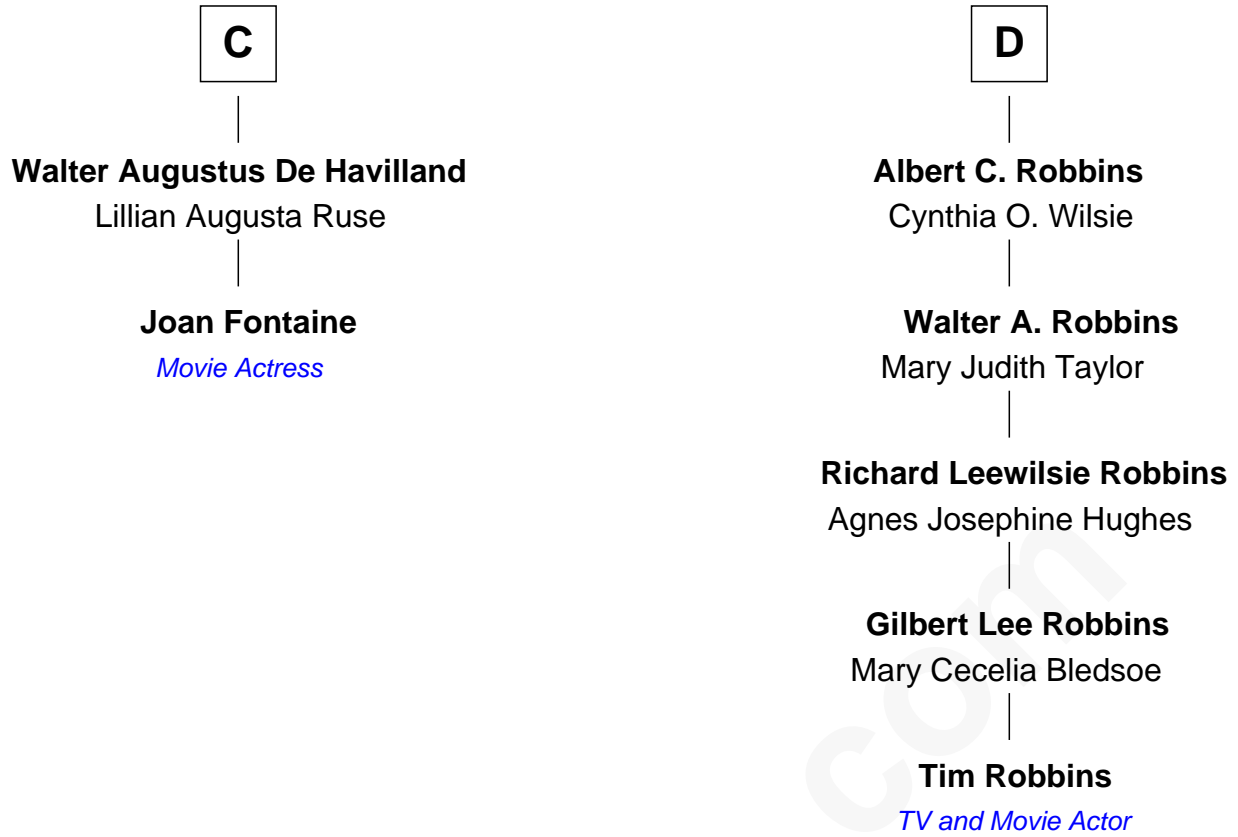 C
Walter Augustus De Havilland
Lillian Augusta Ruse
Joan Fontaine
Movie Actress
D
Albert C. Robbins
Cynthia O. Wilsie
Walter A. Robbins
Mary Judith Taylor
Richard Leewilsie Robbins
Agnes Josephine Hughes
Gilbert Lee Robbins
Mary Cecelia Bledsoe
Tim Robbins
TV and Movie Actor
com